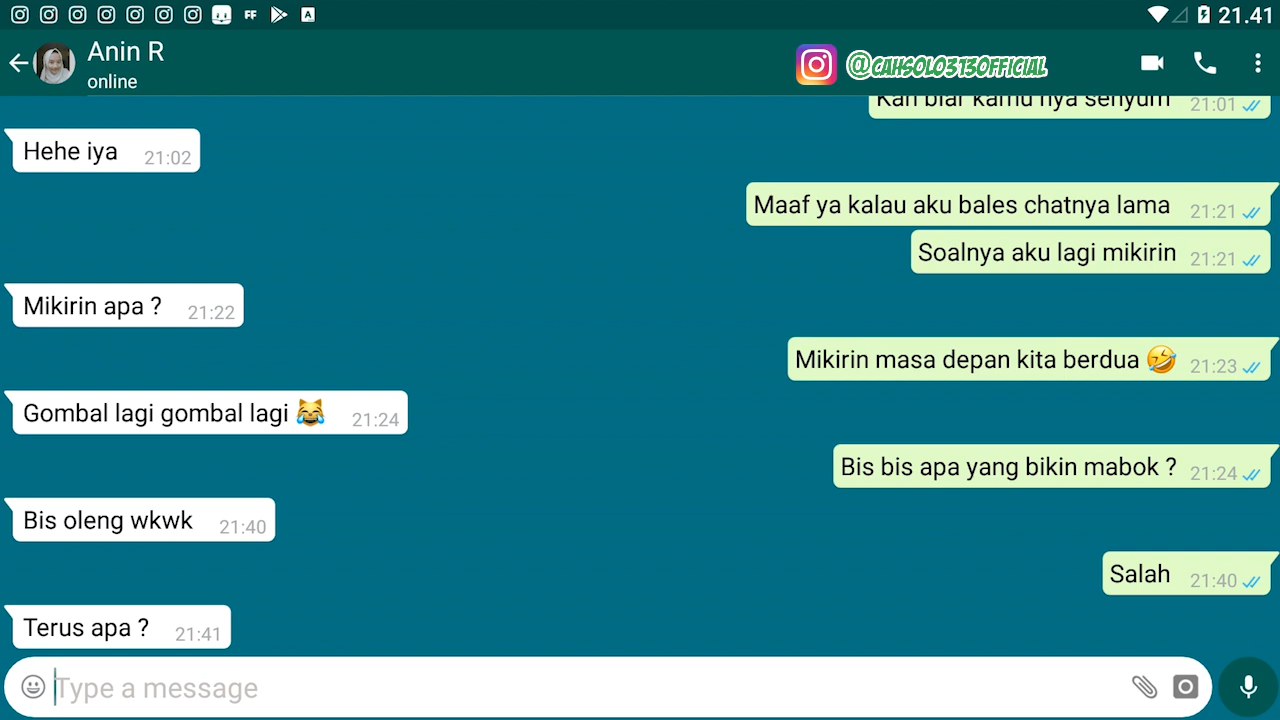 FF
A
21.41
Anin R
online
@CAHSOLO313OFFICIAL
Kan biar kamu nya senyum 21:01
Hehe iya 21:02
Maaf ya kalau aku bales chatnya lama 21:21
Soalnya aku lagi mikirin 21:21
Mikirin apa ? 21:22
Mikirin masa depan kita berdua 🤣 21:23
Gombal lagi gombal lagi 😹 21:24
Bis bis apa yang bikin mabok ? 21:24
Bis oleng wkwk 21:40
Salah 21:40
Terus apa ? 21:41
Type a message